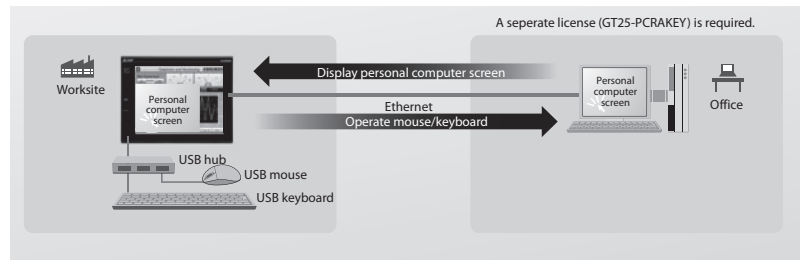 A seperate license (GT25-PCRAKEY) is required.
Worksite
Personal
computer
screen
Display personal computer screen
Ethernet
Operate mouse/keyboard
Personal
computer
screen
Office
USB hub
USB mouse
USB keyboard